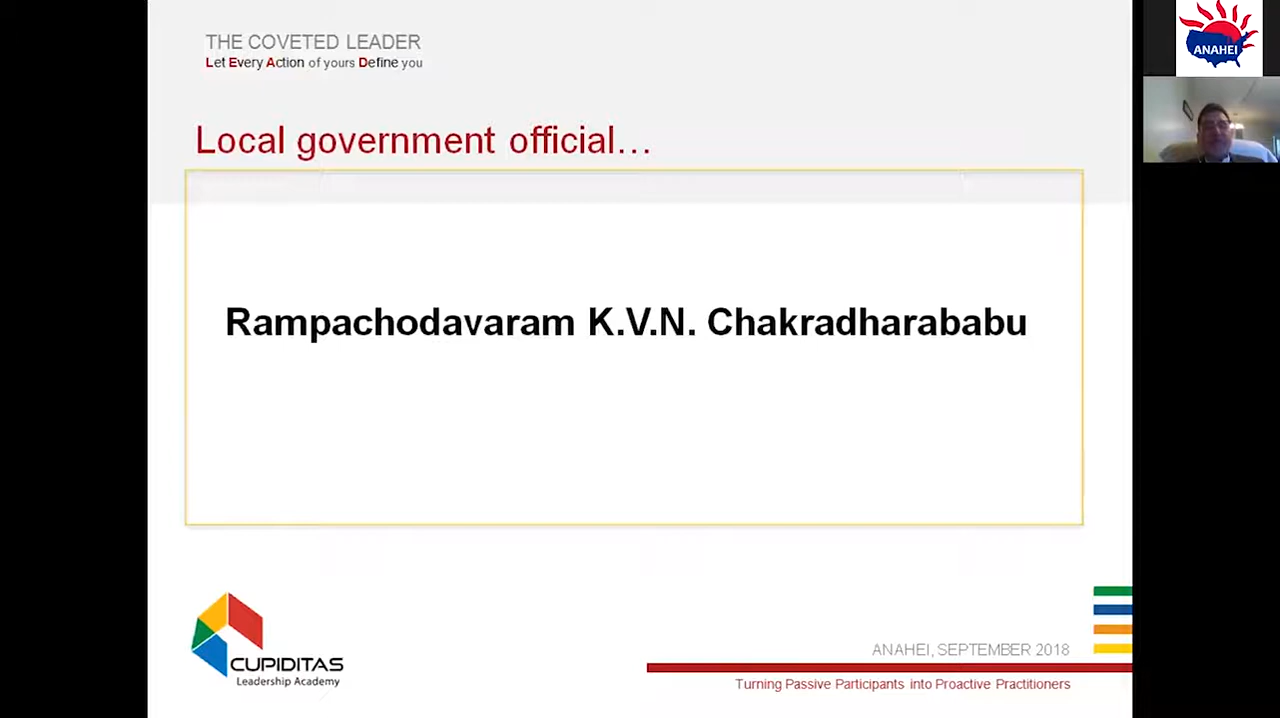 THE COVETED LEADER
Let Every Action of yours Define you
ANAHEI
Local government official…
Rampachodavaram K.V.N. Chakradharababu
CUPIDITAS
Leadership Academy
ANAHEI, SEPTEMBER 2018
Turning Passive Participants into Proactive Practitioners